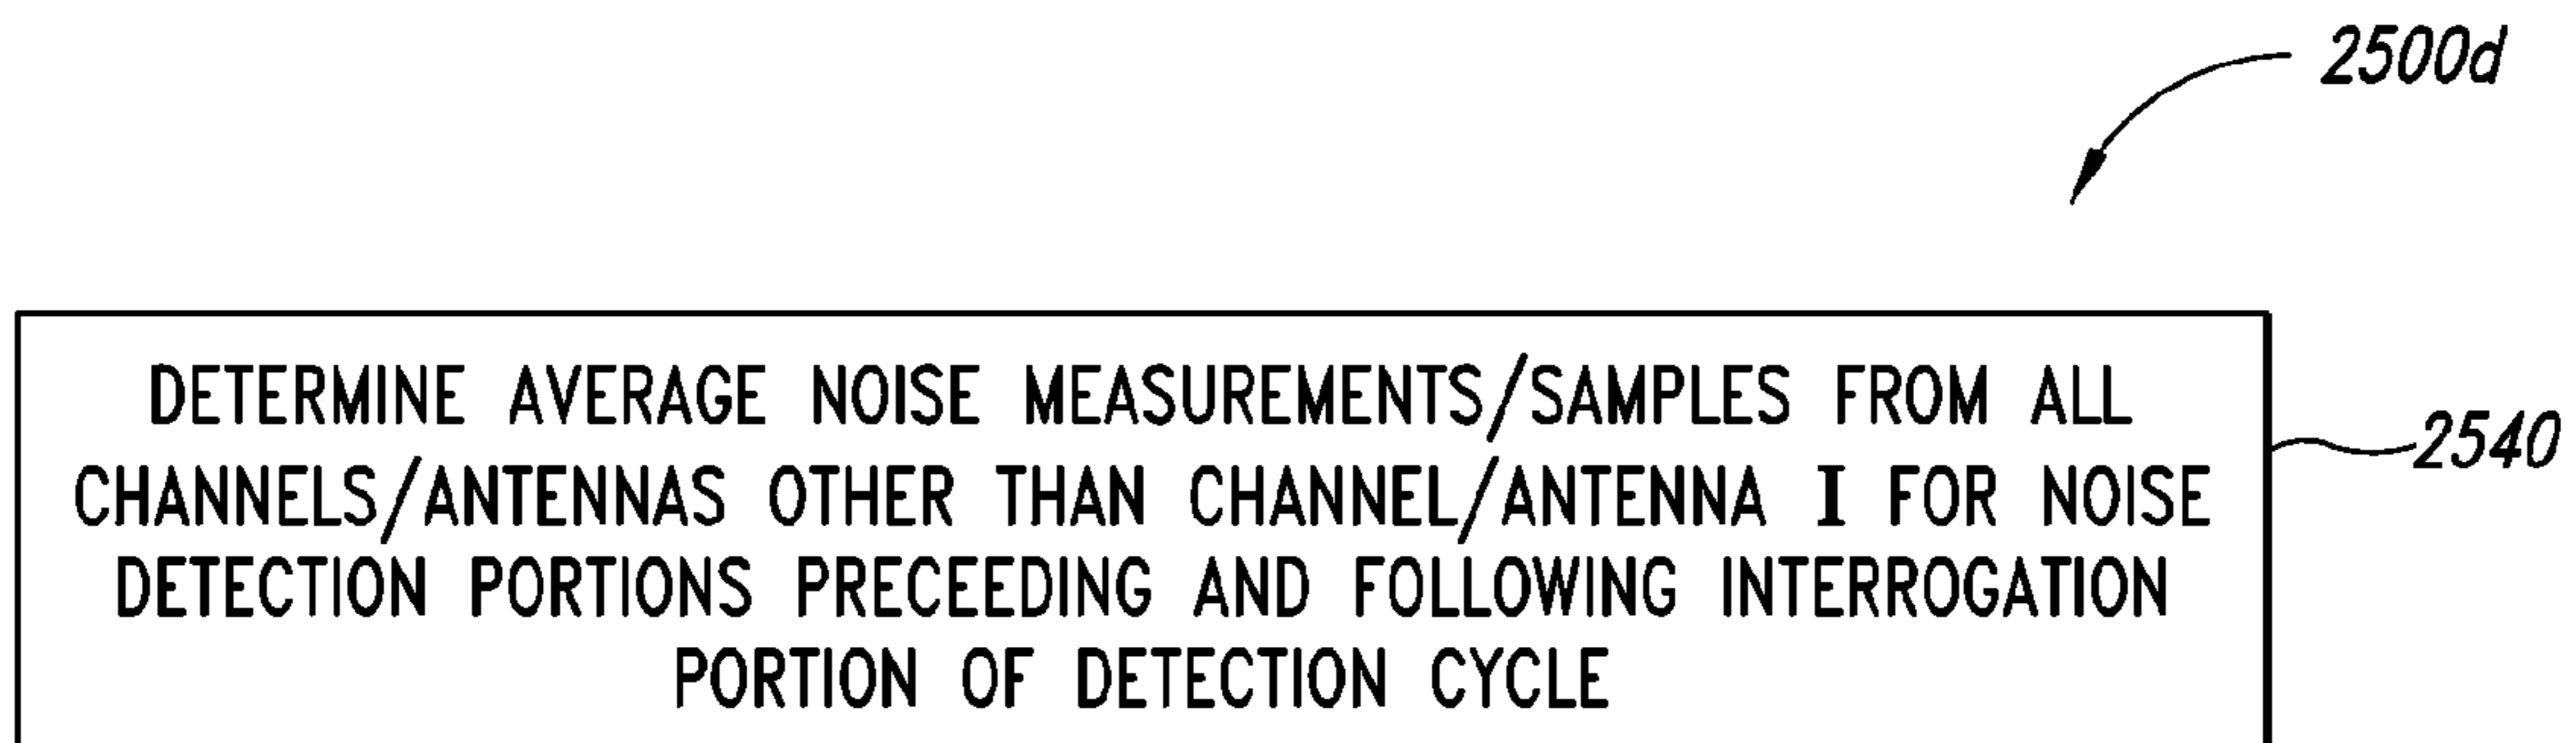 2500d
DETERMINE AVERAGE NOISE MEASUREMENTS/SAMPLES FROM ALL
CHANNELS/ANTENNAS OTHER THAN CHANNEL/ANTENNA I FOR NOISE
DETECTION PORTIONS PRECEEDING AND FOLLOWING INTERROGATION
PORTION OF DETECTION CYCLE
2540